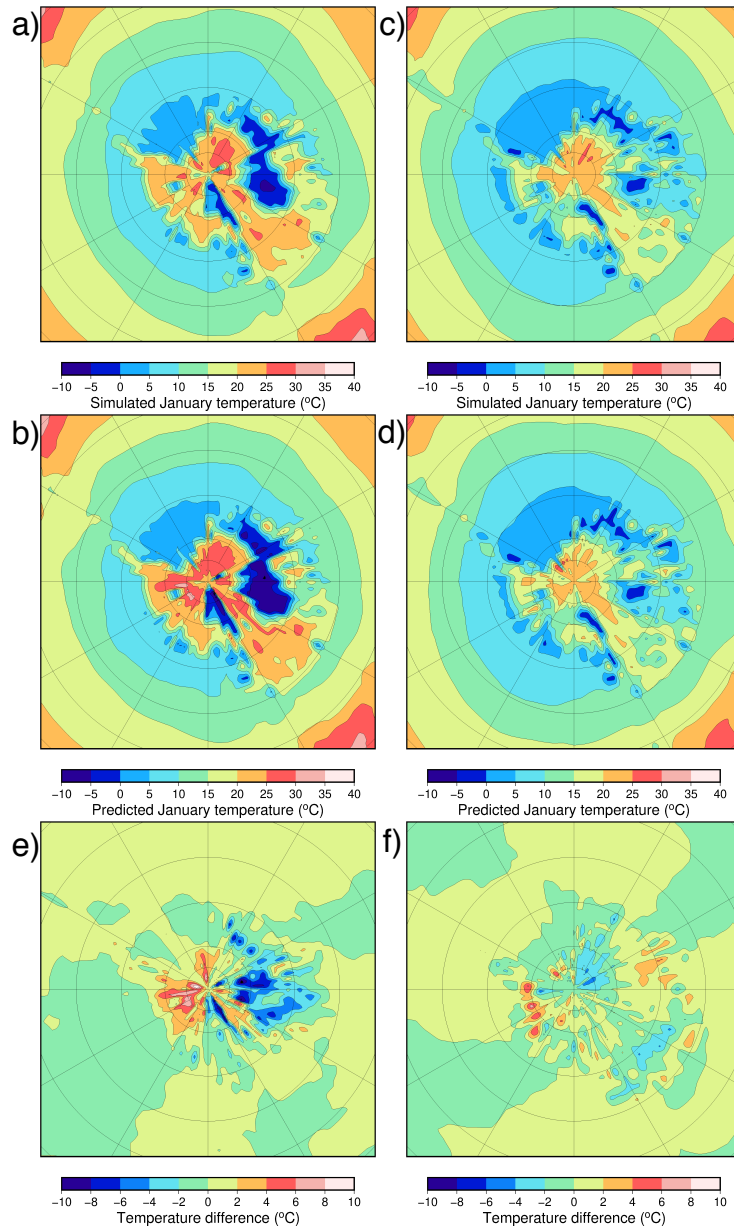 a)
c)
−10 −5 0 5 10 15 20 25 30 35 40
Simulated January temperature (ºC)
−10 −5 0 5 10 15 20 25 30 35 40
Simulated January temperature (ºC)
b)
d)
−10 −5 0 5 10 15 20 25 30 35 40
Predicted January temperature (ºC)
−10 −5 0 5 10 15 20 25 30 35 40
Predicted January temperature (ºC)
e)
f)
−10 −8 −6 −4 −2 0 2 4 6 8 10
Temperature difference (ºC)
−10 −8 −6 −4 −2 0 2 4 6 8 10
Temperature difference (ºC)